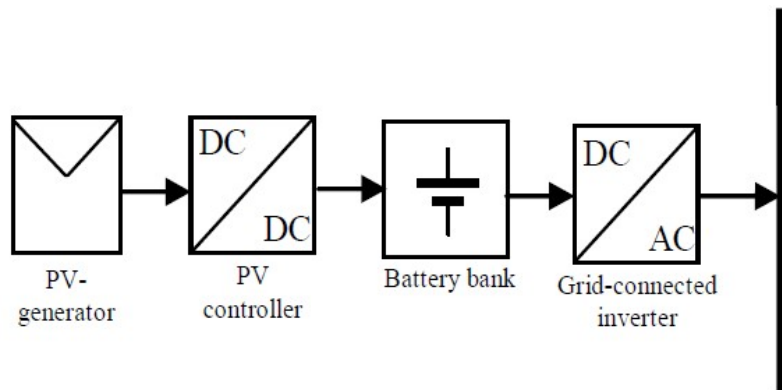 DC
DC
DC
AC
PV-
generator
PV
controller
Battery bank
Grid-connected
inverter